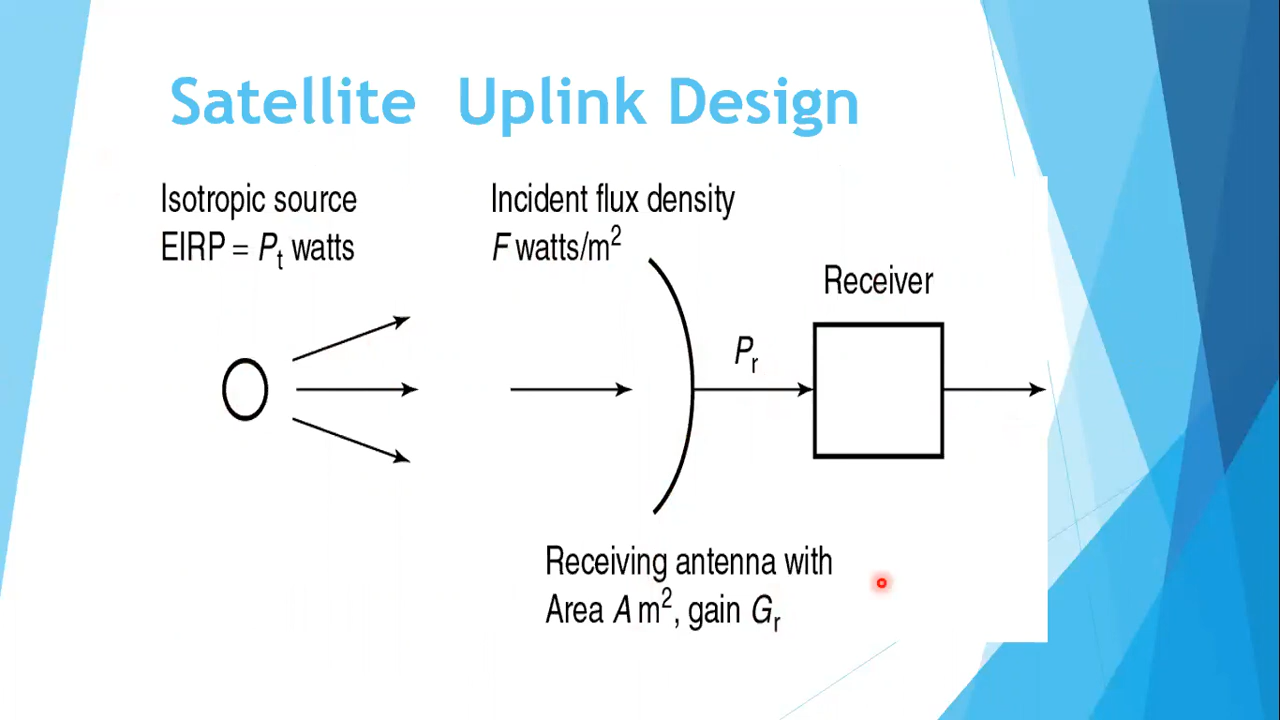 Satellite Uplink Design
Isotropic source
EIRP = Pt watts
Incident flux density
F watts/m²
Receiver
Pr
Receiving antenna with
Area A m², gain Gr